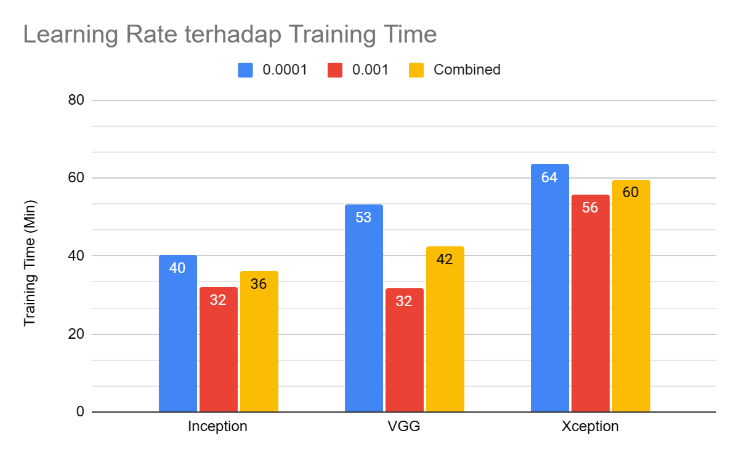 Learning Rate terhadap Training Time
0.0001 0.001 Combined
Training Time (Min)
80
60
40
20
0
40 32 36
53 32 42
64 56 60
Inception VGG Xception